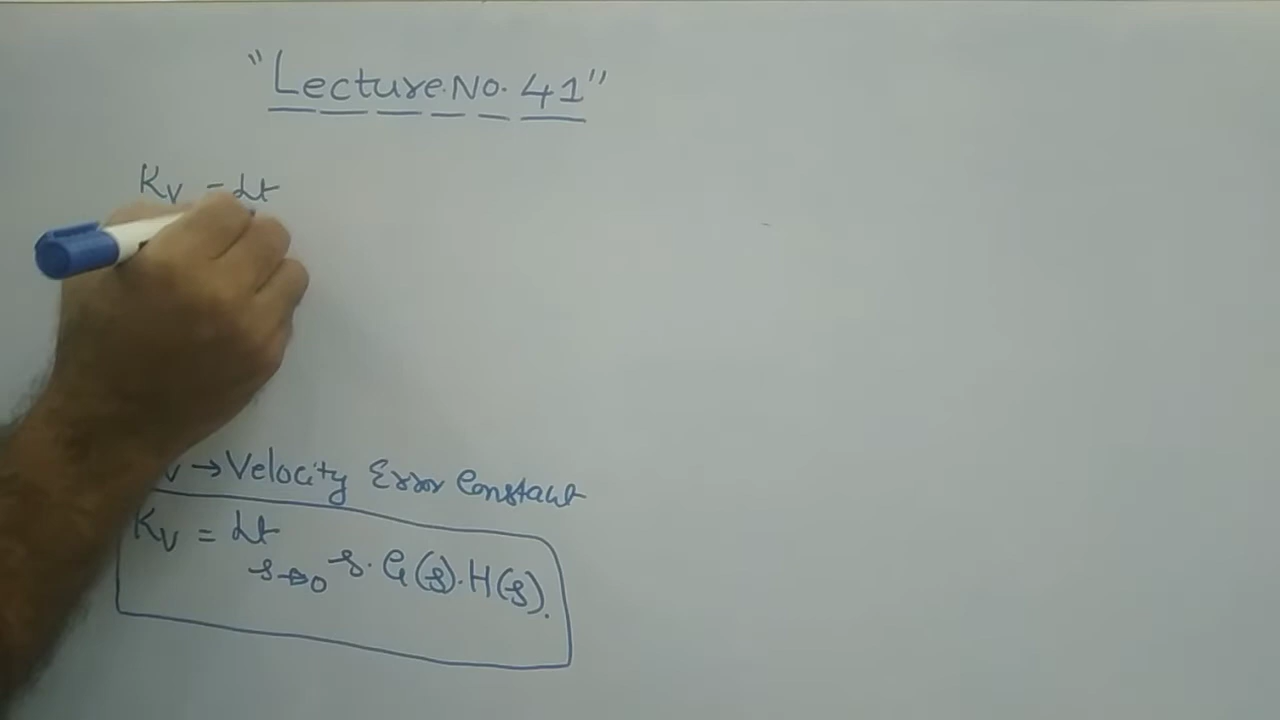 "Lecture.No. 41"
Kv = Lt
v → Velocity Error Constant
Kv = Lt
s→0 s. G(s). H(s).